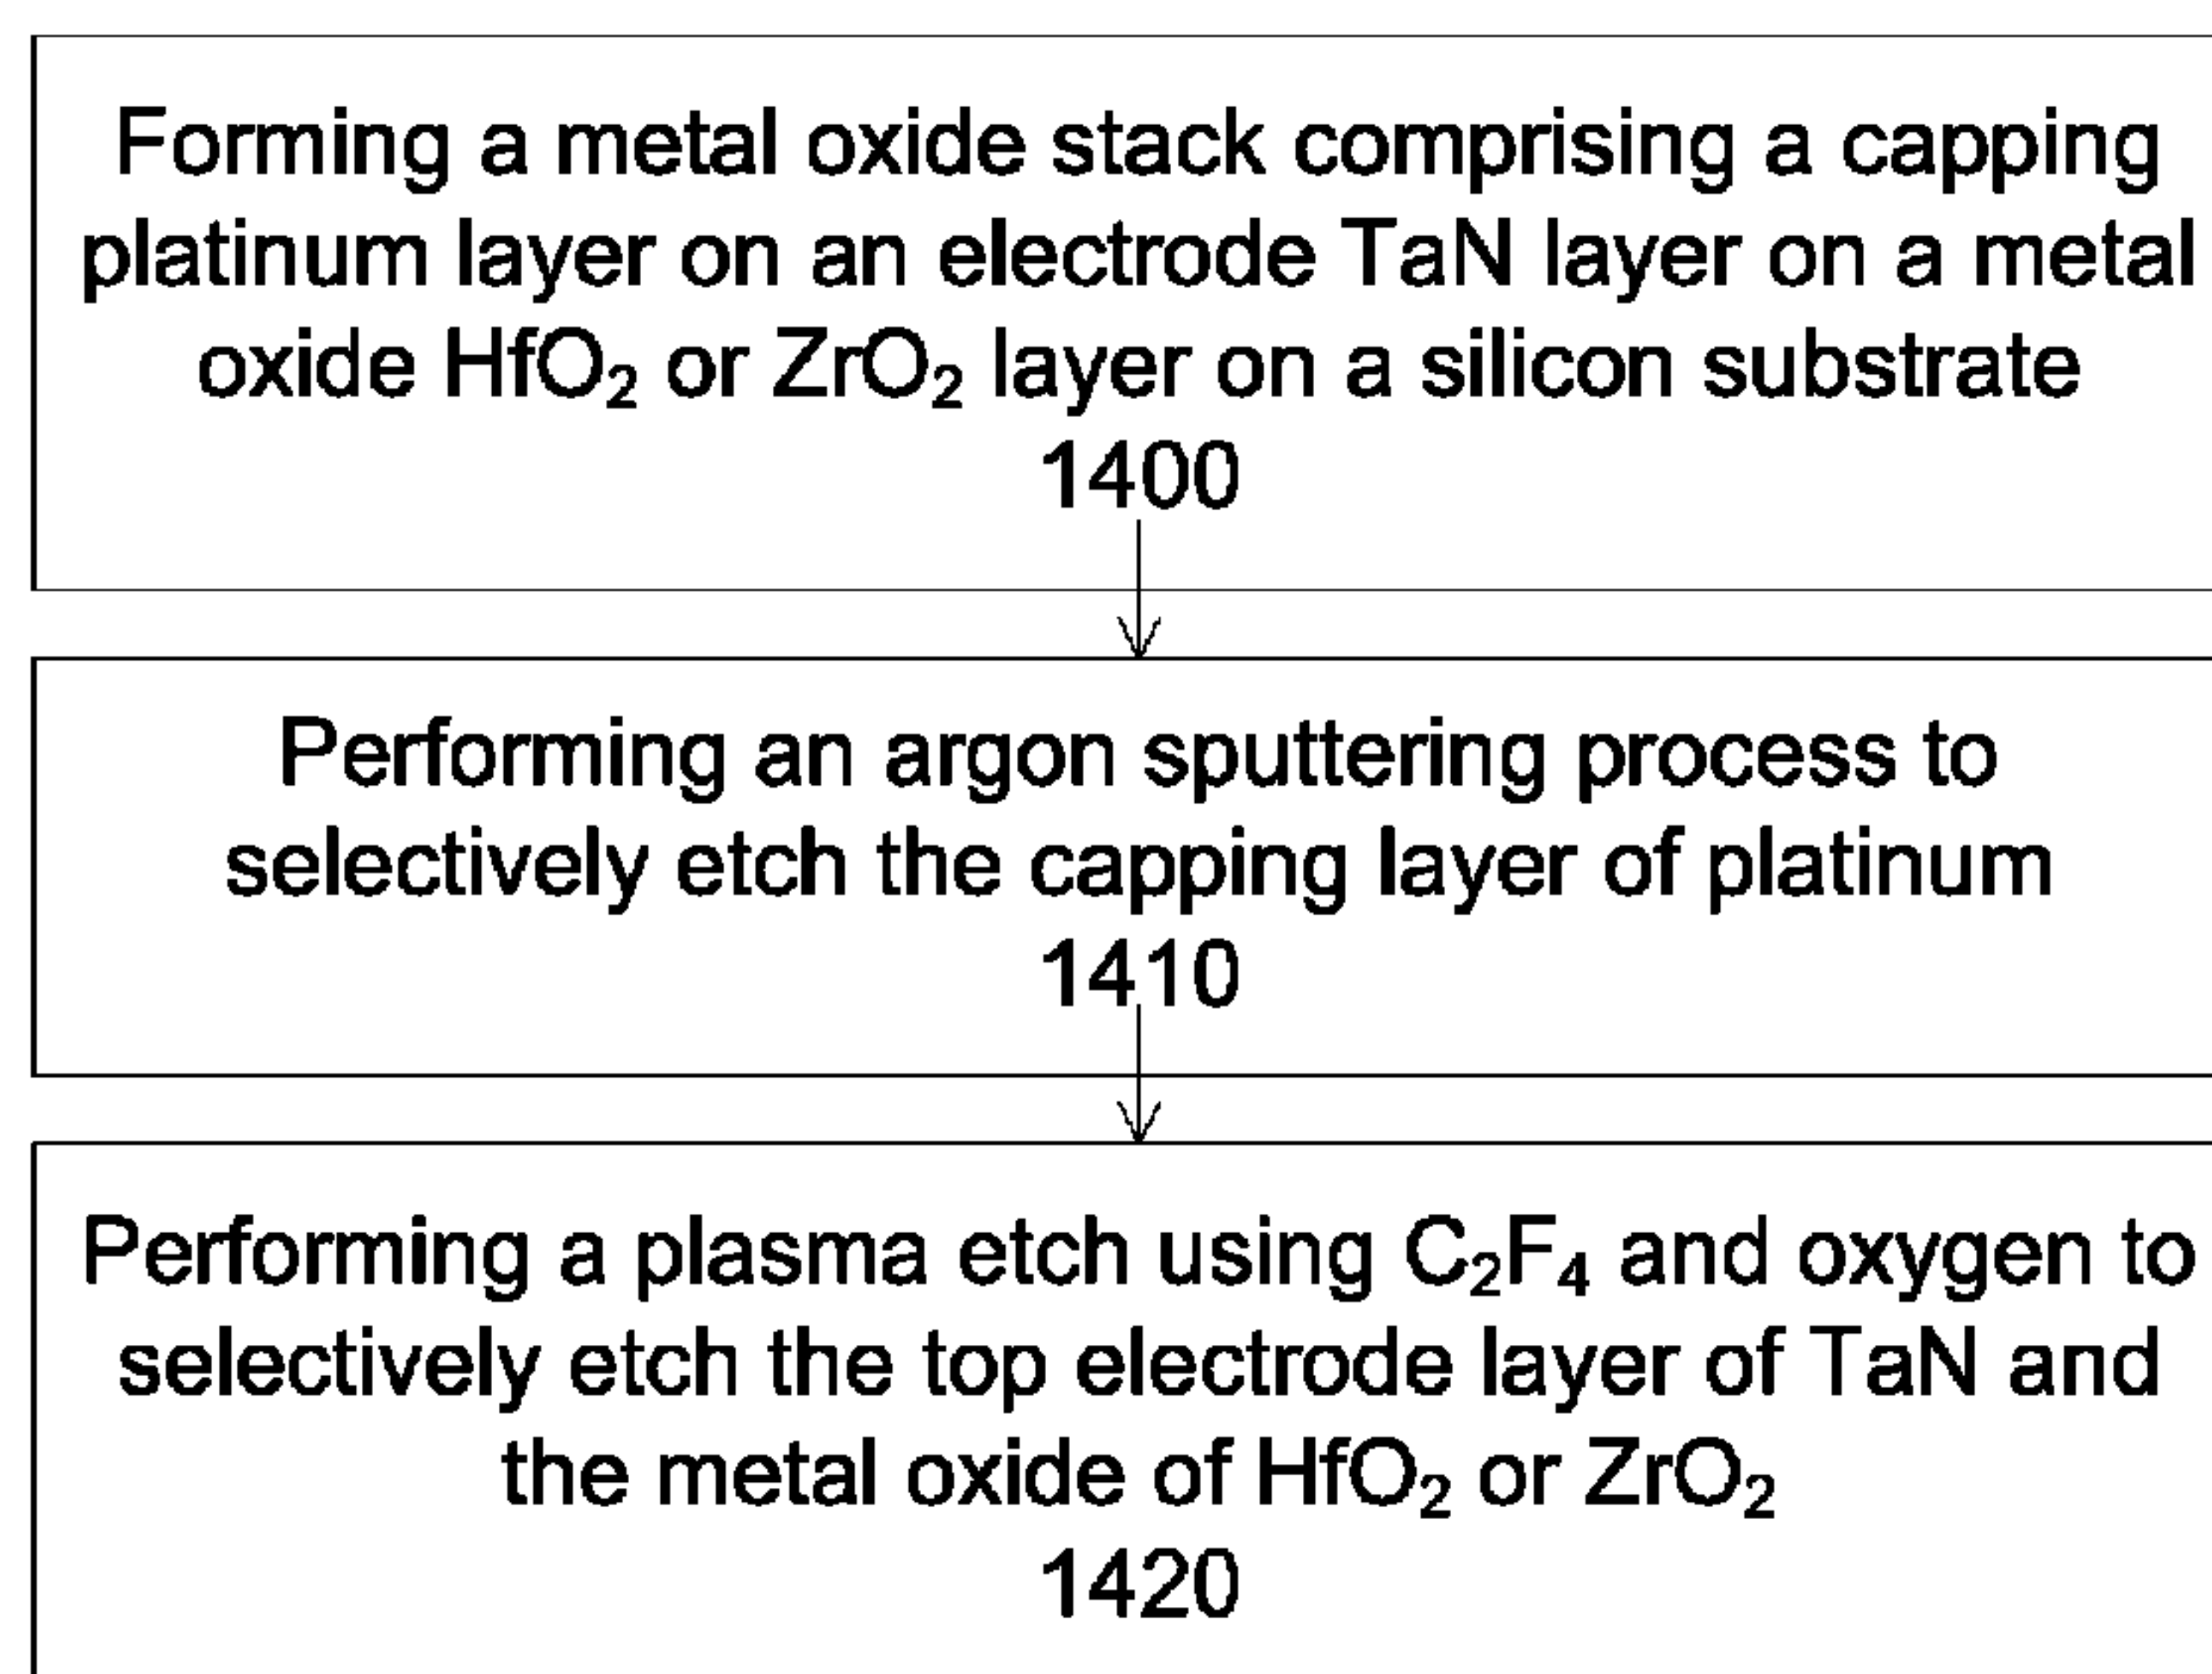 Forming a metal oxide stack comprising a capping
platinum layer on an electrode TaN layer on a metal
oxide HfO₂ or ZrO₂ layer on a silicon substrate
1400
Performing an argon sputtering process to
selectively etch the capping layer of platinum
1410
Performing a plasma etch using C₂F₄ and oxygen to
selectively etch the top electrode layer of TaN and
the metal oxide of HfO₂ or ZrO₂
1420